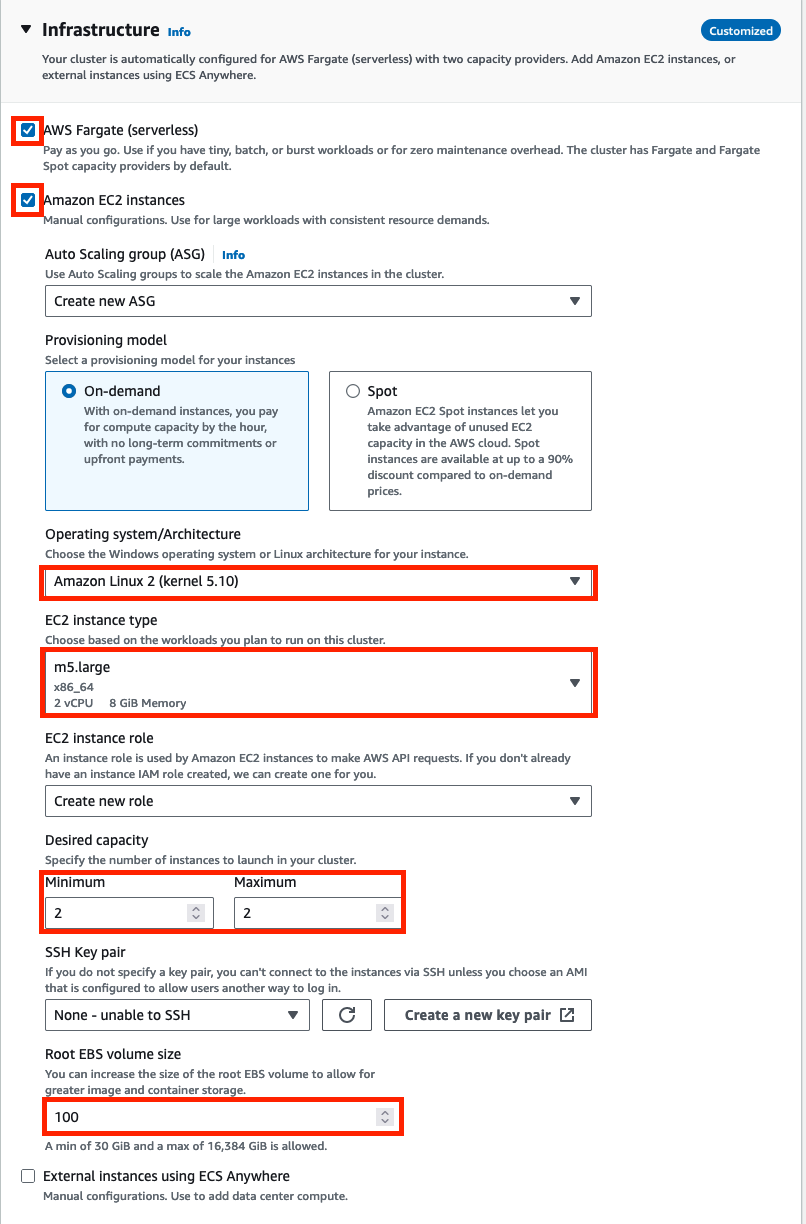 Infrastructure Info
Customized
Your cluster is automatically configured for AWS Fargate (serverless) with two capacity providers. Add Amazon EC2 instances, or
external instances using ECS Anywhere.
AWS Fargate (serverless)
Pay as you go. Use if you have tiny, batch, or burst workloads or for zero maintenance overhead. The cluster has Fargate and Fargate
Spot capacity providers by default.
Amazon EC2 instances
Manual configurations. Use for large workloads with consistent resource demands.
Auto Scaling group (ASG) Info
Use Auto Scaling groups to scale the Amazon EC2 instances in the cluster.
Create new ASG
Provisioning model
Select a provisioning model for your instances
On-demand
With on-demand instances, you pay
for compute capacity by the hour,
with no long-term commitments or
upfront payments.
Spot
Amazon EC2 Spot instances let you
take advantage of unused EC2
capacity in the AWS cloud. Spot
instances are available at up to a 90%
discount compared to on-demand
prices.
Operating system/Architecture
Choose the Windows operating system or Linux architecture for your instance.
Amazon Linux 2 (kernel 5.10)
EC2 instance type
Choose based on the workloads you plan to run on this cluster.
m5.large
x86_64
2 vCPU 8 GiB Memory
EC2 instance role
An instance role is used by Amazon EC2 instances to make AWS API requests. If you don't already
have an instance IAM role created, we can create one for you.
Create new role
Desired capacity
Specify the number of instances to launch in your cluster.
Minimum Maximum
2 2
SSH Key pair
If you do not specify a key pair, you can't connect to the instances via SSH unless you choose an AMI
that is configured to allow users another way to log in.
None - unable to SSH Create a new key pair
Root EBS volume size
You can increase the size of the root EBS volume to allow for
greater image and container storage.
100
A min of 30 GiB and a max of 16,384 GiB is allowed.
External instances using ECS Anywhere
Manual configurations. Use to add data center compute.